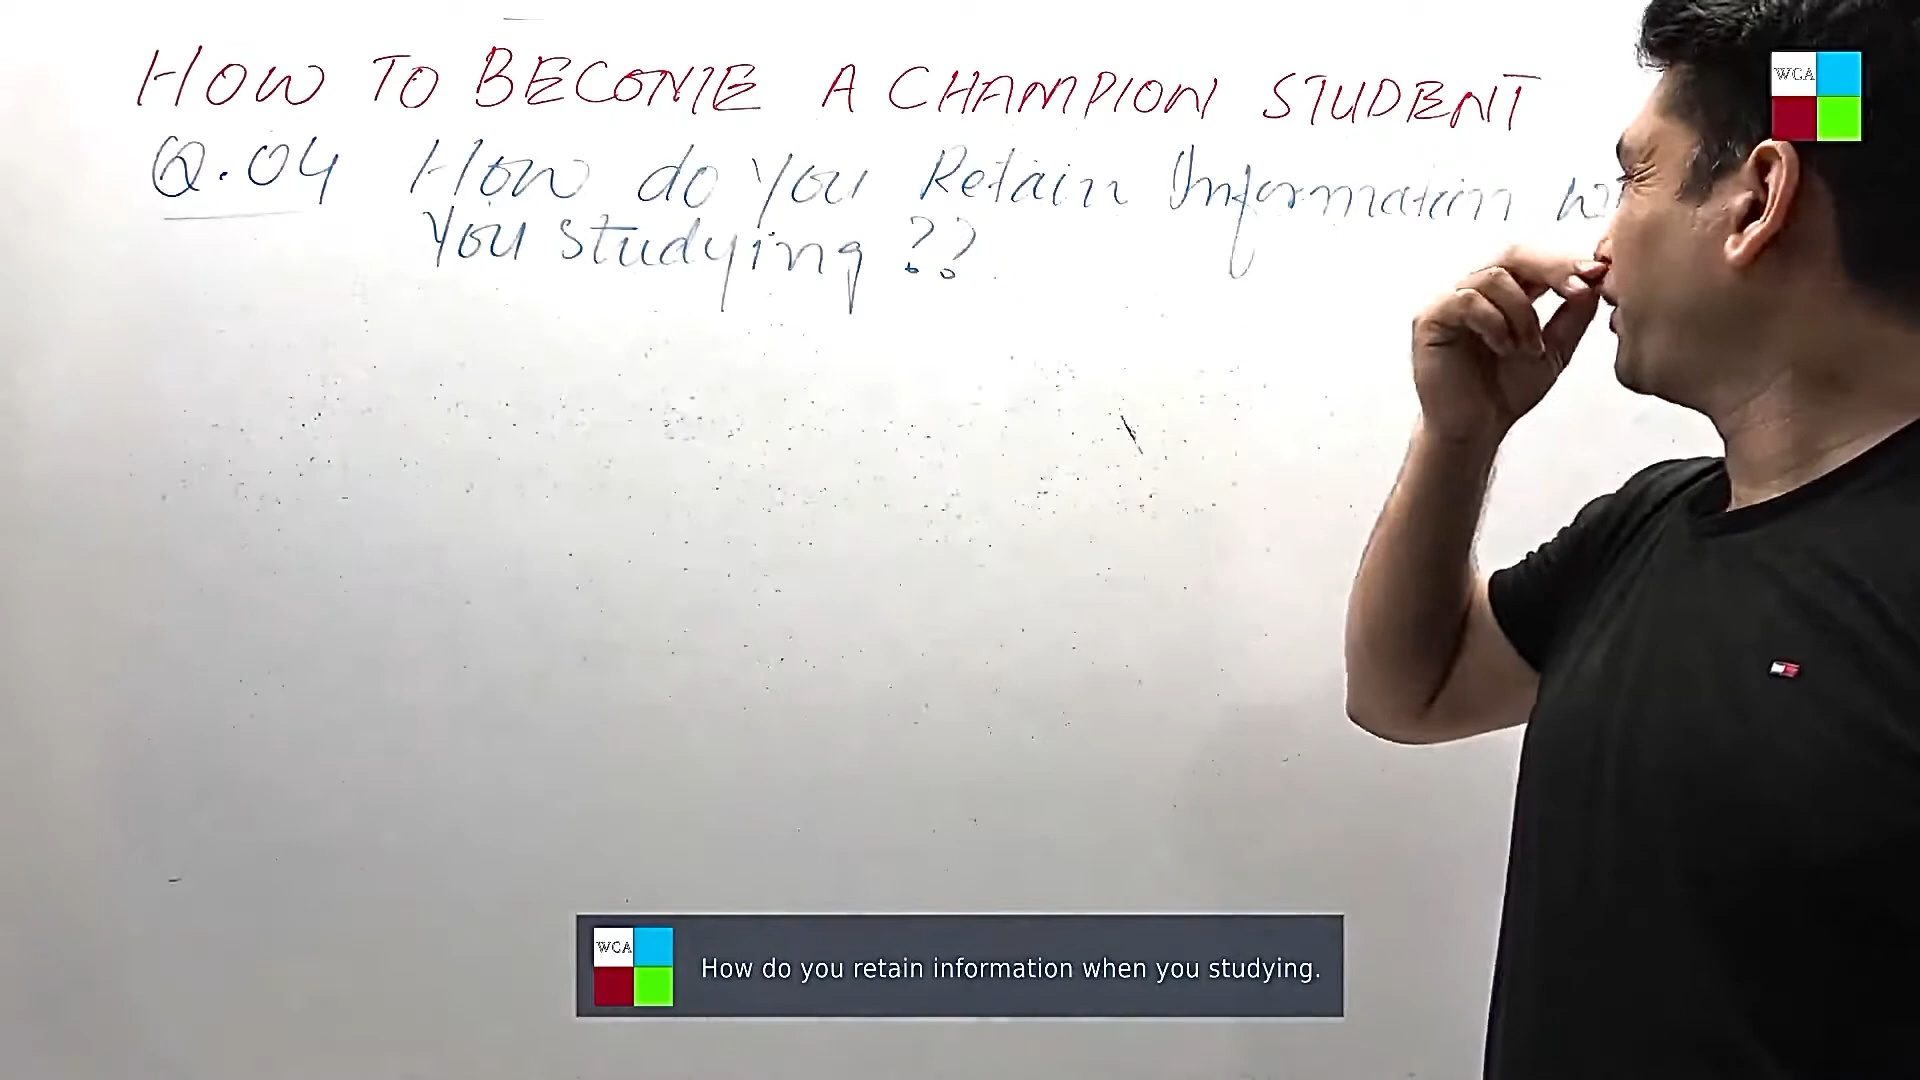 HOW TO BECOME A CHAMPION STUDENT
Q.04 How do you Retain Information
You studying ??
WCA
WCA
How do you retain information when you studying.